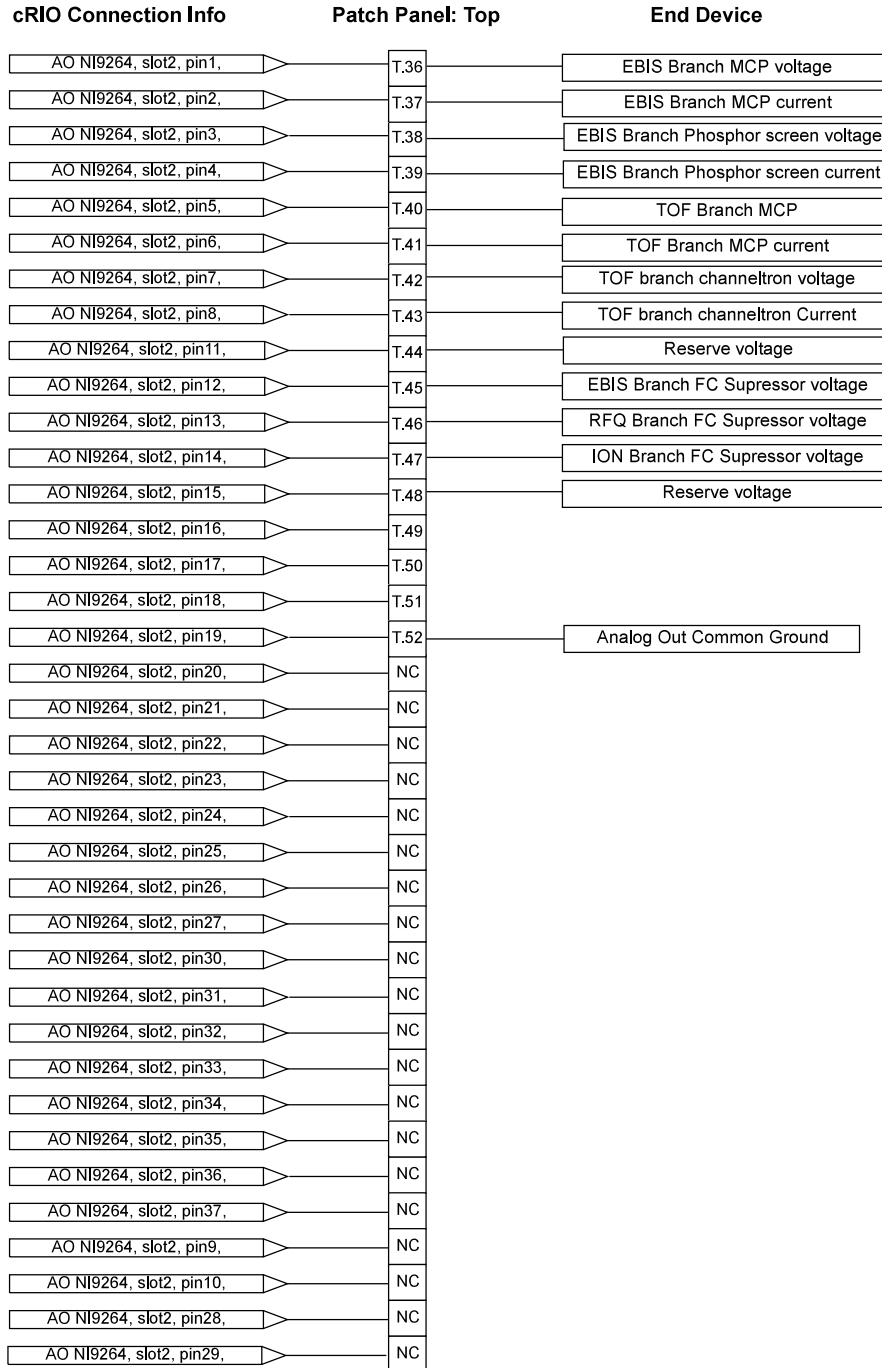 cRIO Connection Info Patch Panel: Top End Device
AO NI9264, slot2, pin1, T.36 EBIS Branch MCP voltage
AO NI9264, slot2, pin2, T.37 EBIS Branch MCP current
AO NI9264, slot2, pin3, T.38 EBIS Branch Phosphor screen voltage
AO NI9264, slot2, pin4, T.39 EBIS Branch Phosphor screen current
AO NI9264, slot2, pin5, T.40 TOF Branch MCP
AO NI9264, slot2, pin6, T.41 TOF Branch MCP current
AO NI9264, slot2, pin7, T.42 TOF branch channeltron voltage
AO NI9264, slot2, pin8, T.43 TOF branch channeltron Current
AO NI9264, slot2, pin11, T.44 Reserve voltage
AO NI9264, slot2, pin12, T.45 EBIS Branch FC Supressor voltage
AO NI9264, slot2, pin13, T.46 RFQ Branch FC Supressor voltage
AO NI9264, slot2, pin14, T.47 ION Branch FC Supressor voltage
AO NI9264, slot2, pin15, T.48 Reserve voltage
AO NI9264, slot2, pin16, T.49
AO NI9264, slot2, pin17, T.50
AO NI9264, slot2, pin18, T.51
AO NI9264, slot2, pin19, T.52 Analog Out Common Ground
AO NI9264, slot2, pin20, NC
AO NI9264, slot2, pin21, NC
AO NI9264, slot2, pin22, NC
AO NI9264, slot2, pin23, NC
AO NI9264, slot2, pin24, NC
AO NI9264, slot2, pin25, NC
AO NI9264, slot2, pin26, NC
AO NI9264, slot2, pin27, NC
AO NI9264, slot2, pin30, NC
AO NI9264, slot2, pin31, NC
AO NI9264, slot2, pin32, NC
AO NI9264, slot2, pin33, NC
AO NI9264, slot2, pin34, NC
AO NI9264, slot2, pin35, NC
AO NI9264, slot2, pin36, NC
AO NI9264, slot2, pin37, NC
AO NI9264, slot2, pin9, NC
AO NI9264, slot2, pin10, NC
AO NI9264, slot2, pin28, NC
AO NI9264, slot2, pin29, NC